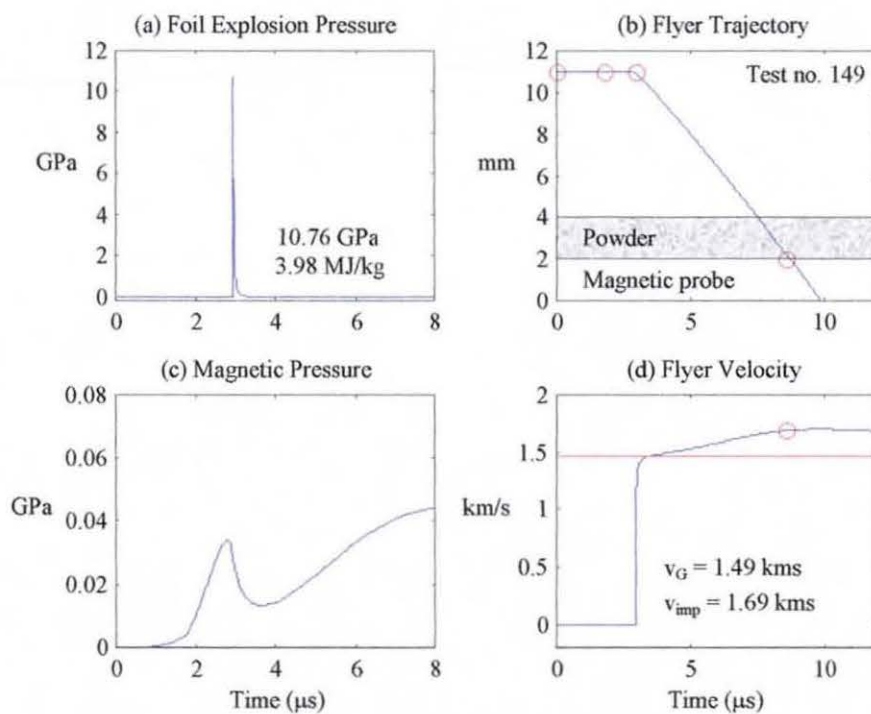 (a) Foil Explosion Pressure
12
10
8
6
4
2
0
GPa
10.76 GPa
3.98 MJ/kg
0 2 4 6 8
(b) Flyer Trajectory
12
10
8
6
4
2
0
mm
Test no. 149
Powder
Magnetic probe
0 5 10
(c) Magnetic Pressure
0.08
0.06
0.04
0.02
0
GPa
0 2 4 6 8
Time (μs)
(d) Flyer Velocity
2
1.5
1
0.5
0
km/s
v_G = 1.49 kms
v_imp = 1.69 kms
0 5 10
Time (μs)